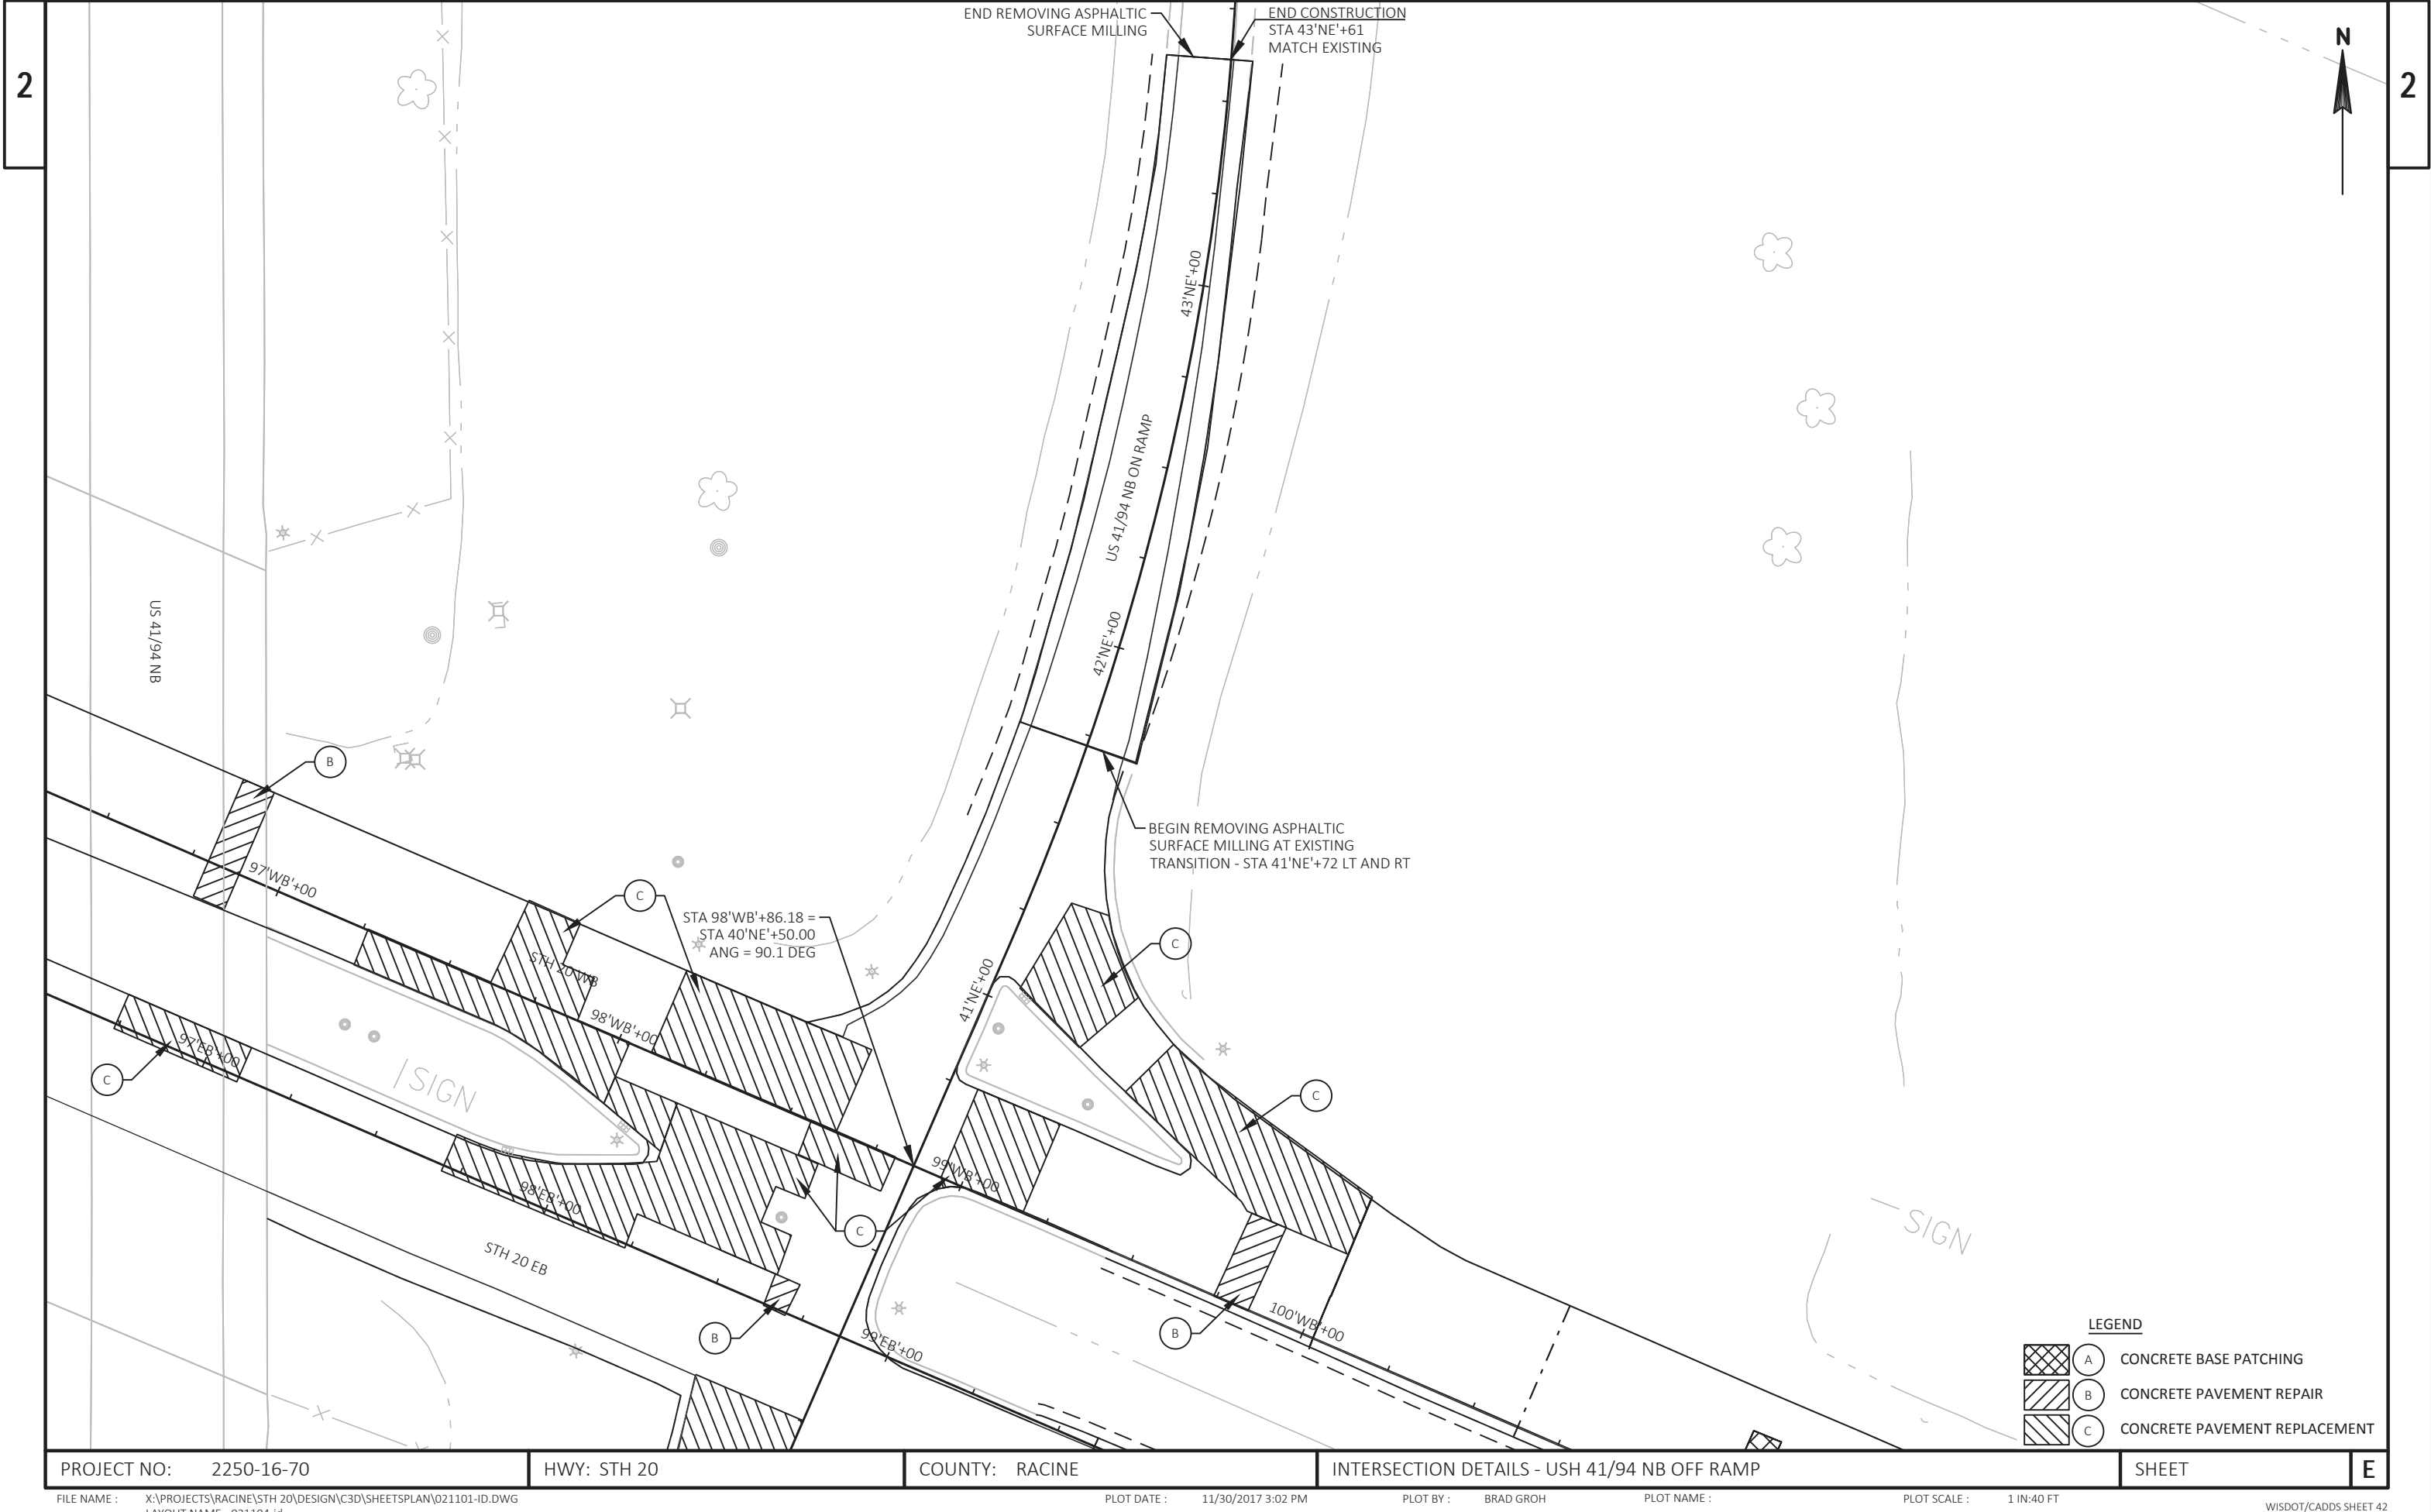 END REMOVING ASPHALTIC
SURFACE MILLING
END CONSTRUCTION
STA 43'NE'+61
MATCH EXISTING
N
2
2
43'NE'+00
US 41/94 NB ON RAMP
42'NE'+00
US 41/94 NB
B
BEGIN REMOVING ASPHALTIC
SURFACE MILLING AT EXISTING
TRANSITION - STA 41'NE'+72 LT AND RT
97'WB'+00
C
STA 98'WB'+86.18 =
STA 40'NE'+50.00
ANG = 90.1 DEG
C
STH 20 WB
41'NE'+00
98'WB'+00
97'EB'+00
C
SIGN
C
99'WB'+00
98'EB'+00
C
STH 20 EB
SIGN
B
99'EB'+00
B
100'WB'+00
LEGEND
A CONCRETE BASE PATCHING
B CONCRETE PAVEMENT REPAIR
C CONCRETE PAVEMENT REPLACEMENT
PROJECT NO: 2250-16-70 HWY: STH 20 COUNTY: RACINE INTERSECTION DETAILS - USH 41/94 NB OFF RAMP SHEET E
FILE NAME : X:\PROJECTS\RACINE\STH 20\DESIGN\C3D\SHEETSPLAN\021101-ID.DWG PLOT DATE : 11/30/2017 3:02 PM PLOT BY : BRAD GROH PLOT NAME : PLOT SCALE : 1 IN:40 FT
WISDOT/CADDS SHEET 42